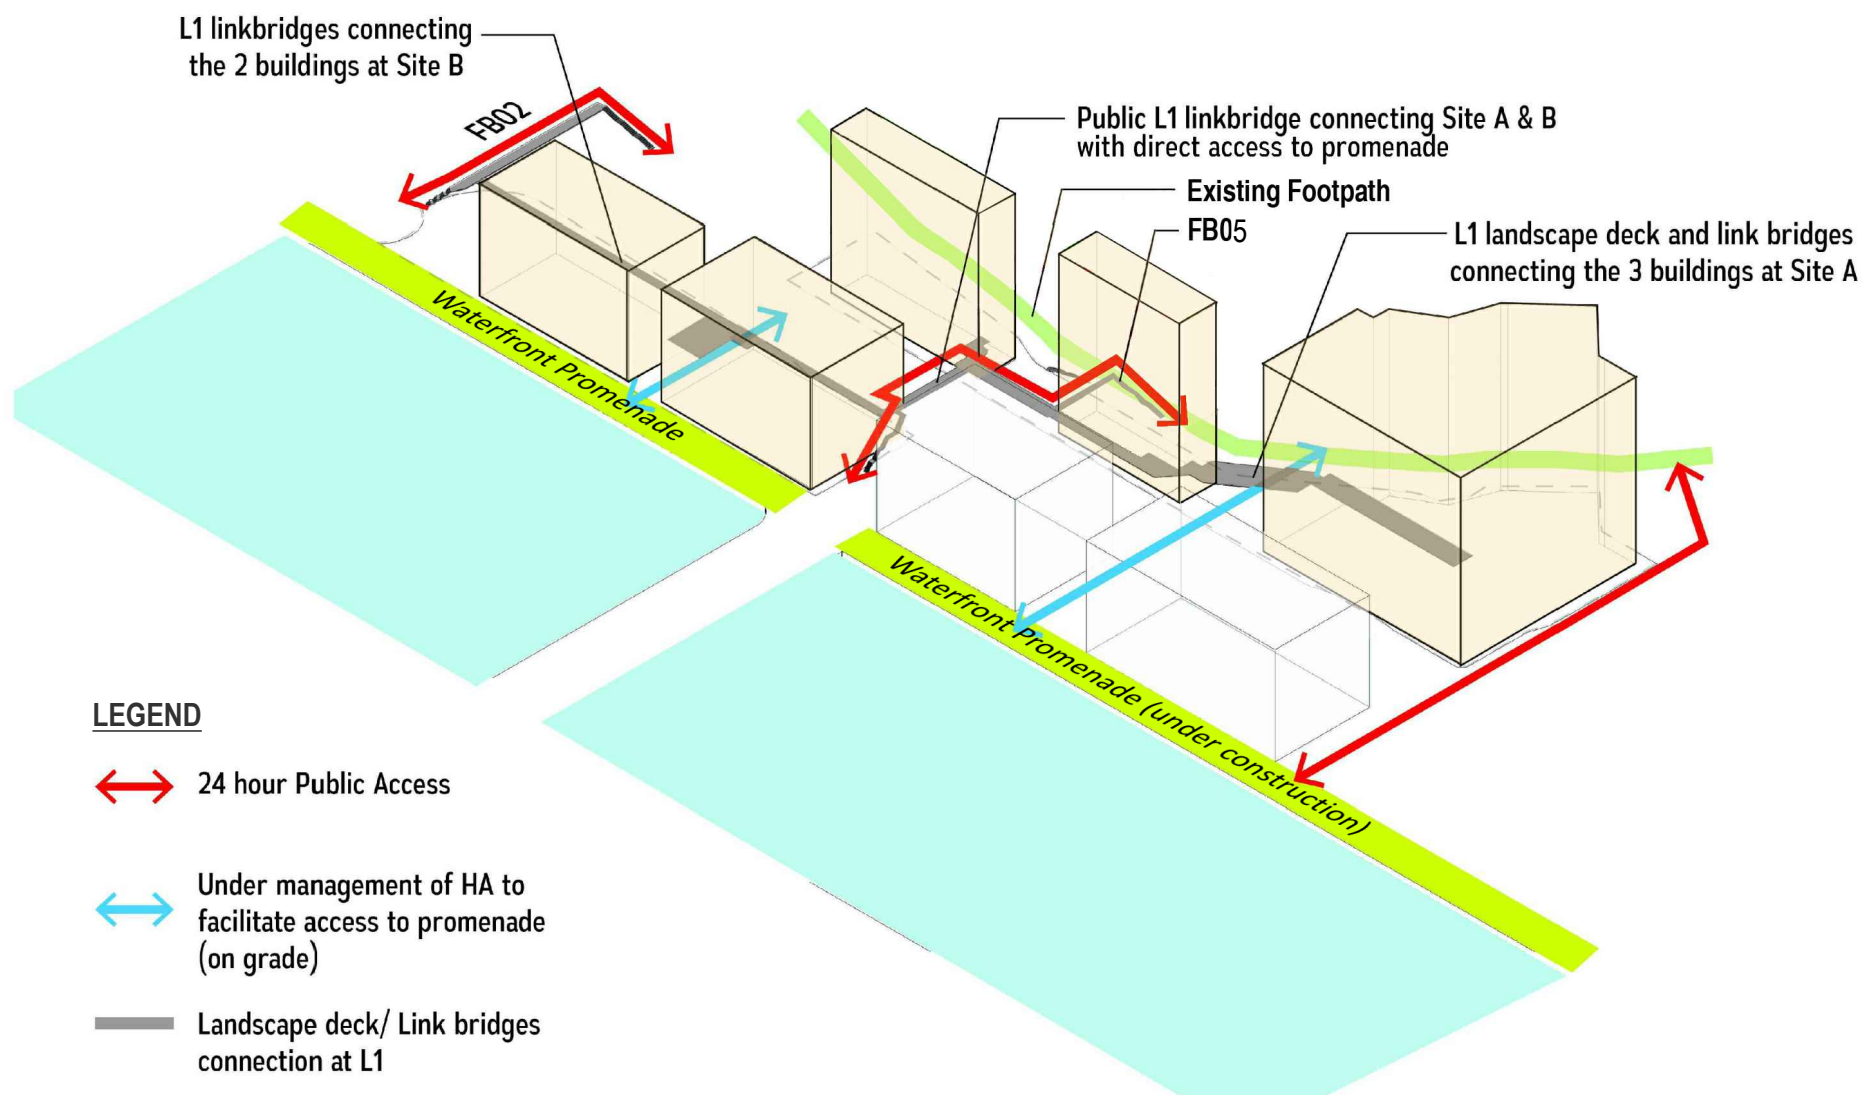 L1 linkbridges connecting
the 2 buildings at Site B
FB02
Public L1 linkbridge connecting Site A & B
with direct access to promenade
Existing Footpath
FB05
L1 landscape deck and link bridges
connecting the 3 buildings at Site A
Waterfront Promenade
Waterfront Promenade (under construction)
LEGEND
24 hour Public Access
Under management of HA to
facilitate access to promenade
(on grade)
Landscape deck/ Link bridges
connection at L1